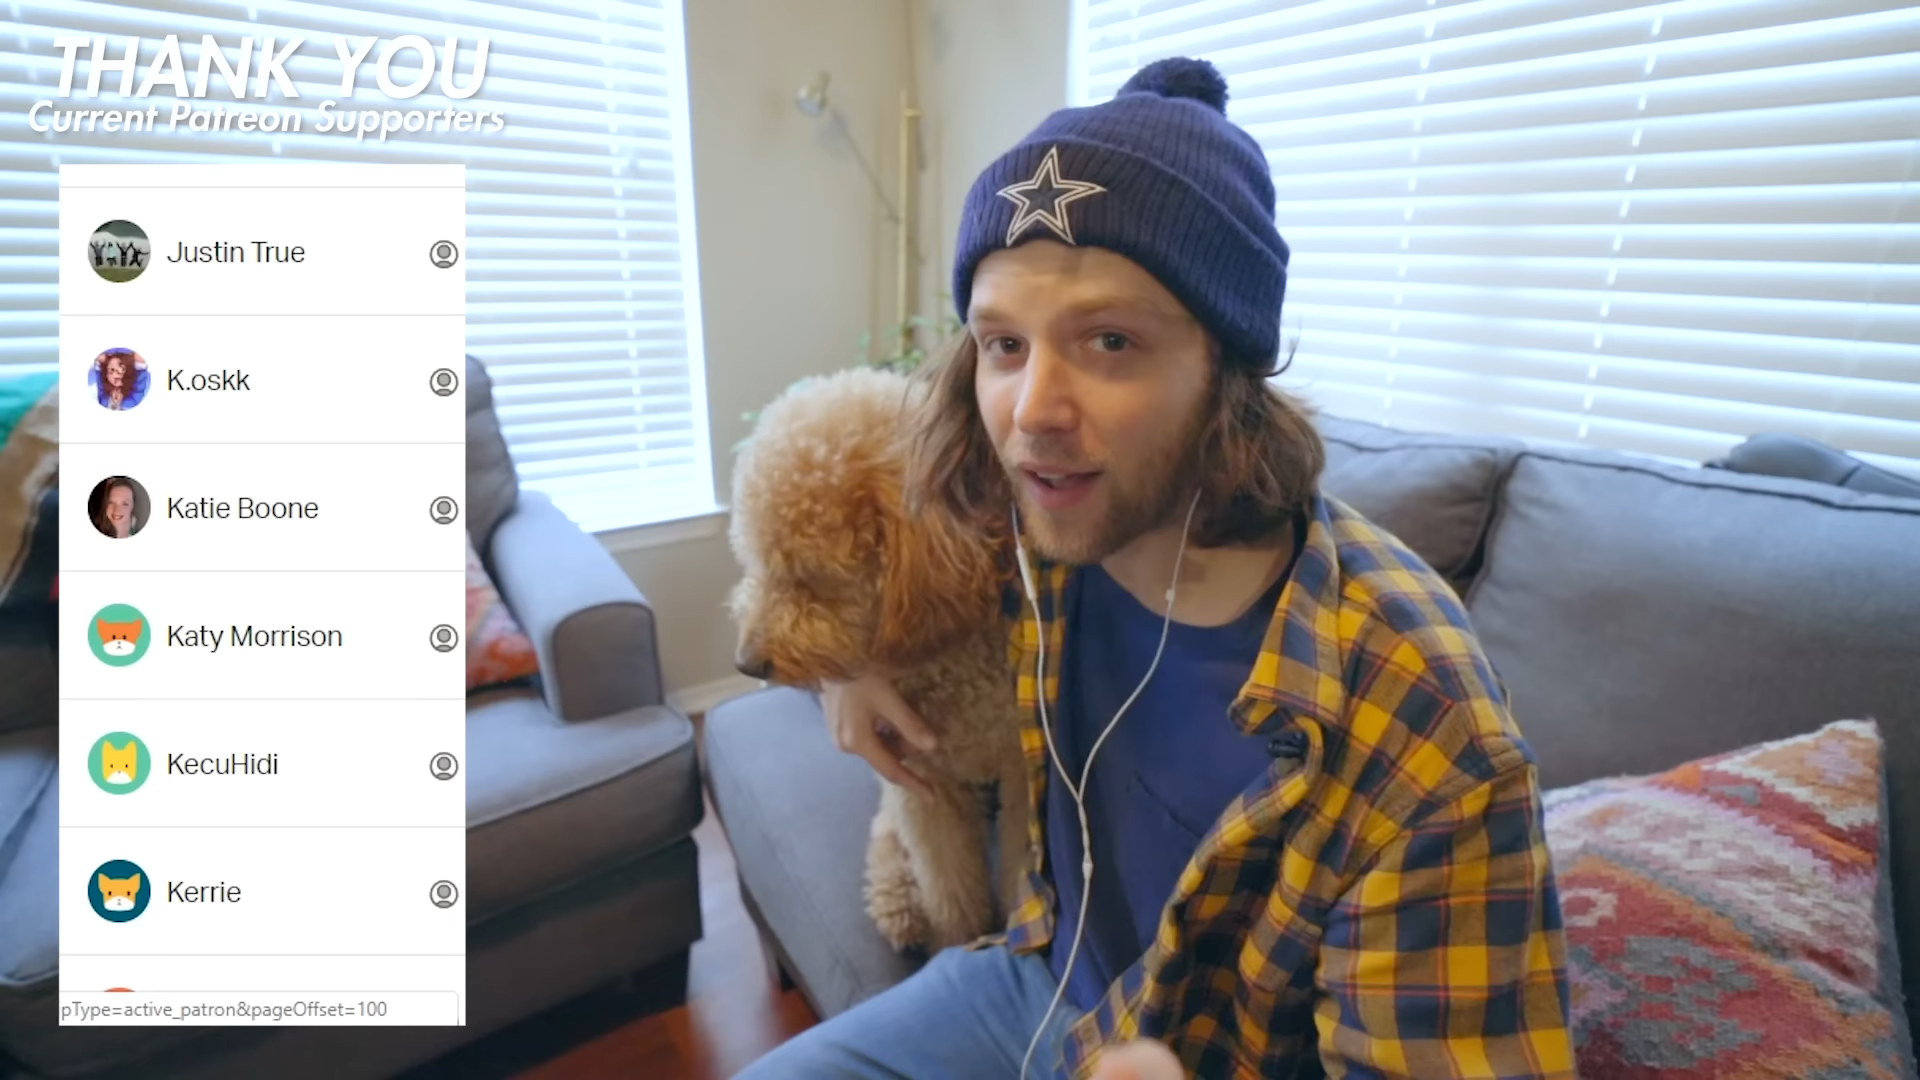 THANK YOU
Current Patreon Supporters
Justin True
K.oskk
Katie Boone
Katy Morrison
KecuHidi
Kerrie
pType=active_patron&pageOffset=100